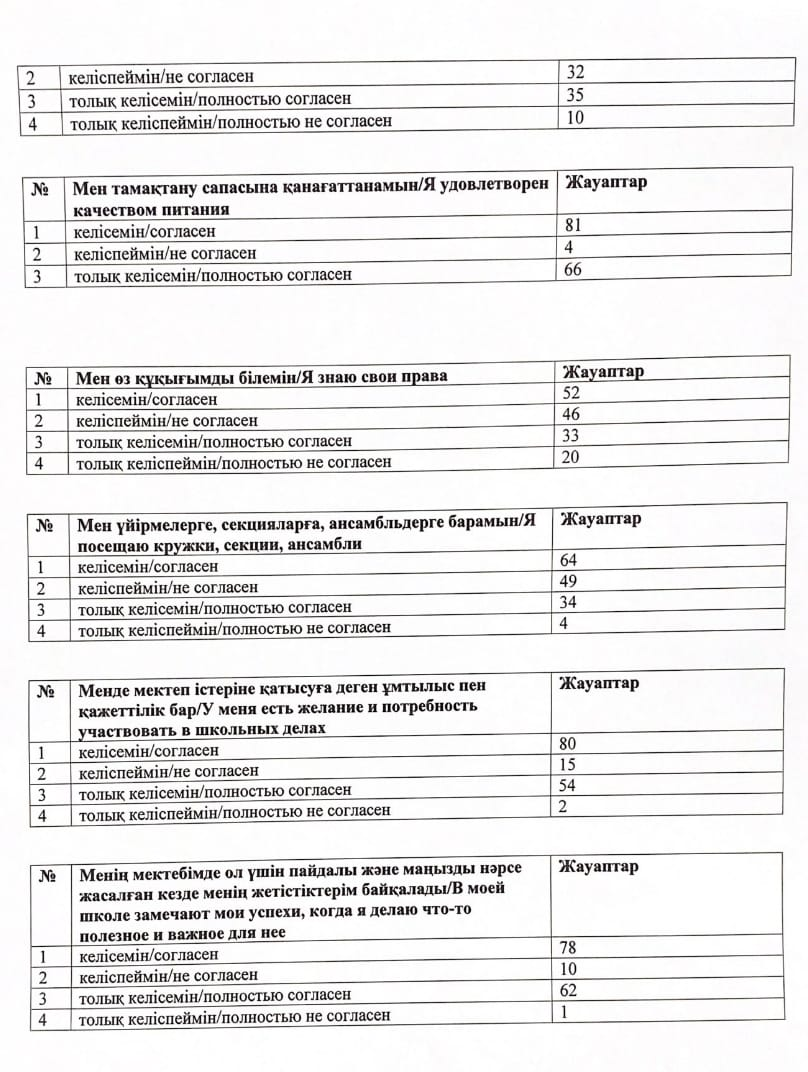 2 келіспеймін/не согласен 32
3 толық келісемін/полностью согласен 35
4 толық келіспеймін/полностью не согласен 10
№ Мен тамақтану сапасына қанағаттанамын/Я удовлетворен Жауаптар
качеством питания
1 келісемін/согласен 81
2 келіспеймін/не согласен 4
3 толық келісемін/полностью согласен 66
№ Мен өз құқығымды білемін/Я знаю свои права Жауаптар
1 келісемін/согласен 52
2 келіспеймін/не согласен 46
3 толық келісемін/полностью согласен 33
4 толық келіспеймін/полностью не согласен 20
№ Мен үйірмелерге, секцияларға, ансамбльдерге барамын/Я Жауаптар
посещаю кружки, секции, ансамбли
1 келісемін/согласен 64
2 келіспеймін/не согласен 49
3 толық келісемін/полностью согласен 34
4 толық келіспеймін/полностью не согласен 4
№ Менде мектеп істеріне қатысуға деген ұмтылыс пен Жауаптар
қажеттілік бар/У меня есть желание и потребность
участвовать в школьных делах
1 келісемін/согласен 80
2 келіспеймін/не согласен 15
3 толық келісемін/полностью согласен 54
4 толық келіспеймін/полностью не согласен 2
№ Менің мектебімде ол үшін пайдалы және маңызды нәрсе Жауаптар
жасалған кезде менің жетістіктерім байқалады/В моей
школе замечают мои успехи, когда я делаю что-то
полезное и важное для нее
1 келісемін/согласен 78
2 келіспеймін/не согласен 10
3 толық келісемін/полностью согласен 62
4 толық келіспеймін/полностью не согласен 1